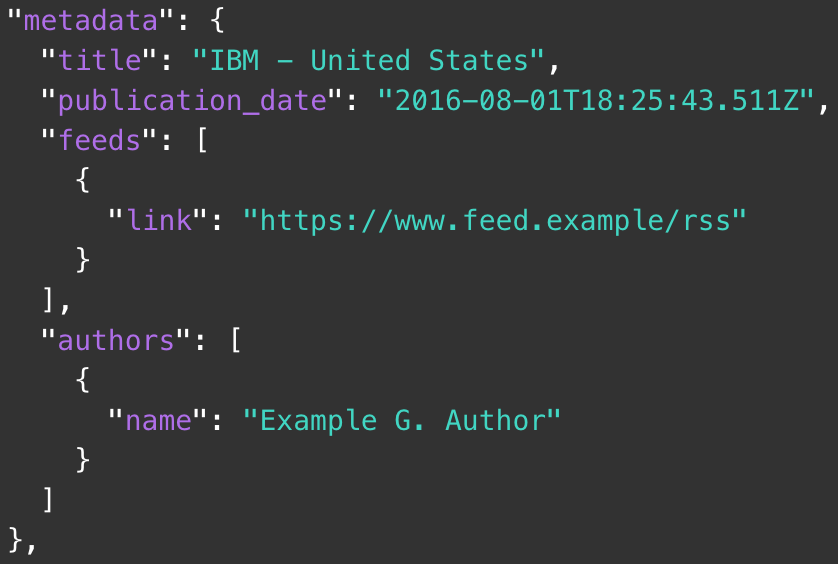 "metadata": {
  "title": "IBM - United States",
  "publication_date": "2016-08-01T18:25:43.511Z",
  "feeds": [
    {
      "link": "https://www.feed.example/rss"
    }
  ],
  "authors": [
    {
      "name": "Example G. Author"
    }
  ]
},